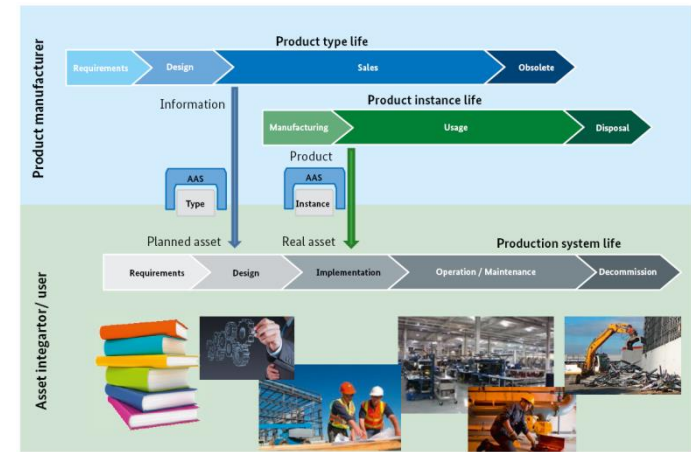 Product manufacturer
Product type life
Requirements
Design
Sales
Obsolete
Information
Product instance life
Manufacturing
Usage
Disposal
Product
AAS
Type
AAS
Instance
Planned asset
Real asset
Asset integartor/ user
Production system life
Requirements
Design
Implementation
Operation / Maintenance
Decommission